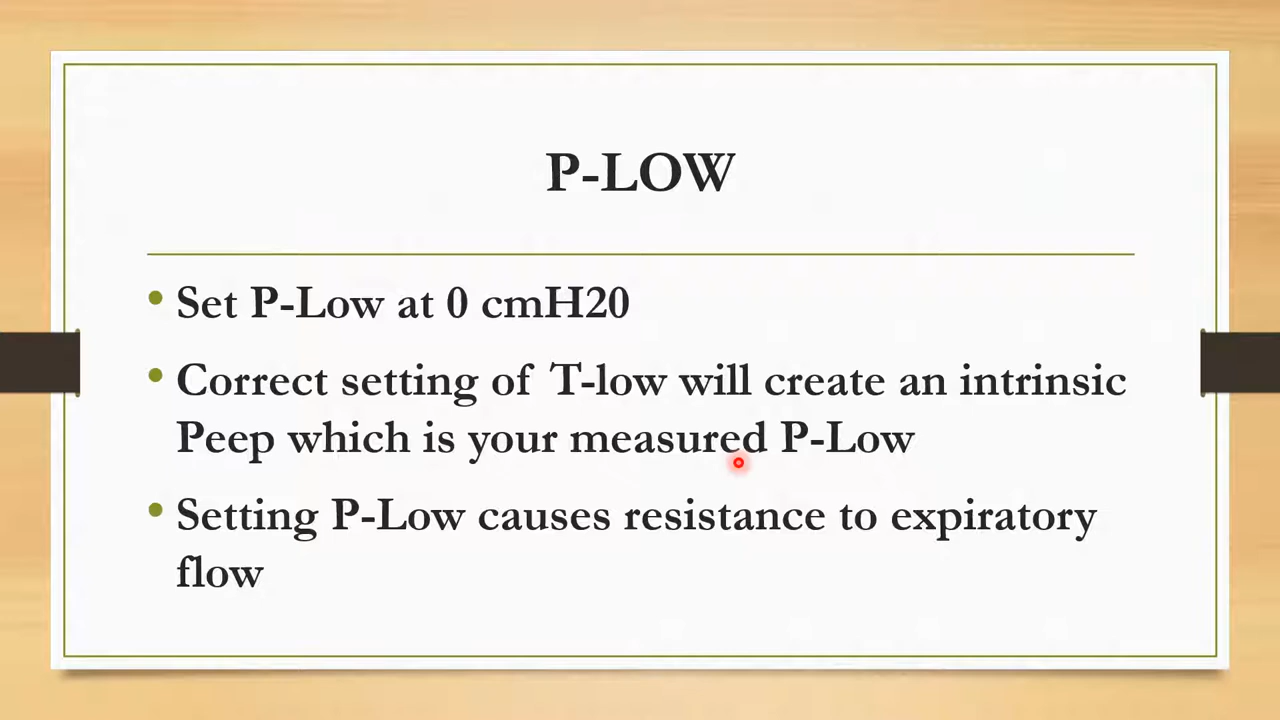 P-LOW
• Set P-Low at 0 cmH20
• Correct setting of T-low will create an intrinsic
Peep which is your measured P-Low
• Setting P-Low causes resistance to expiratory
flow